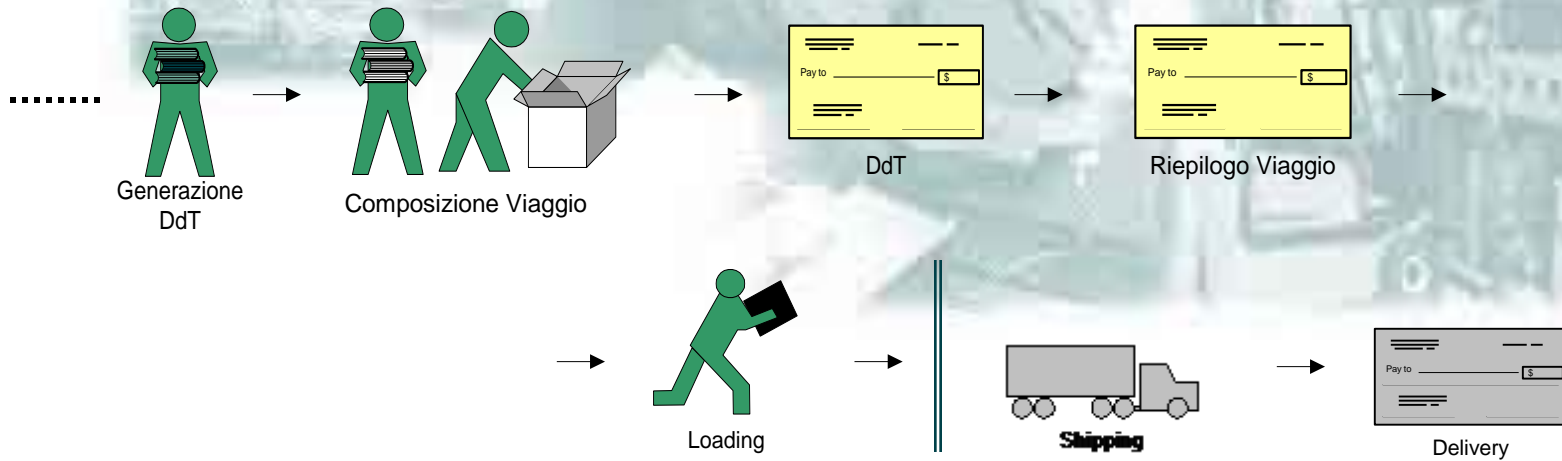 Generazione
DdT
Composizione Viaggio
Pay to
$
DdT
Pay to
$
Riepilogo Viaggio
Loading
Shipping
Pay to
$
Delivery